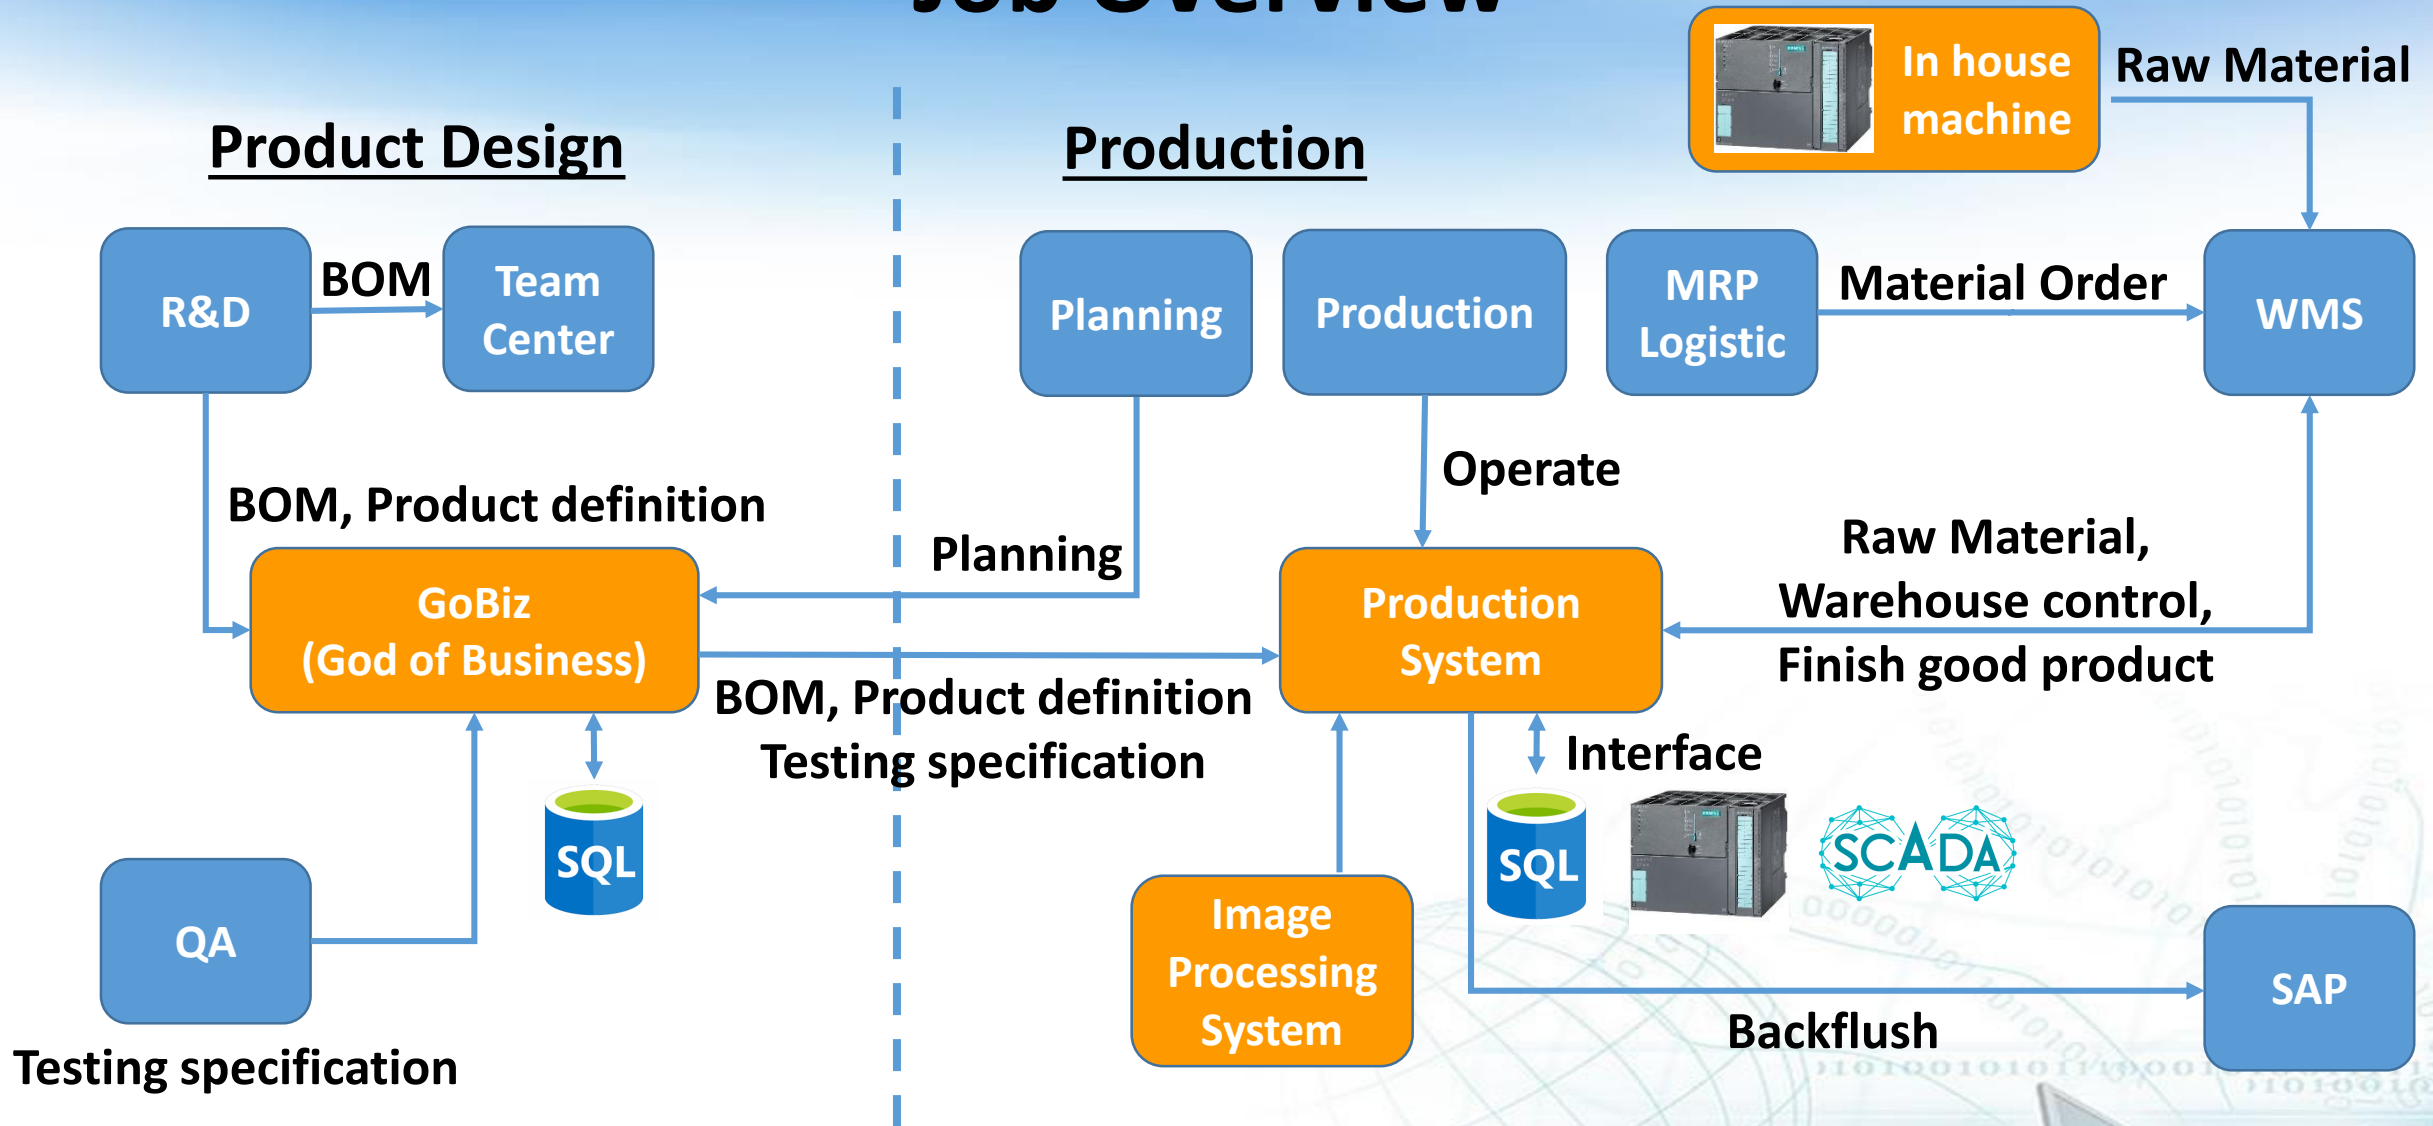 Job Overview
In house
machine
Raw Material
Product Design
Production
R&D
BOM
Team
Center
Planning
Production
MRP
Logistic
Material Order
WMS
Operate
BOM, Product definition
Planning
Raw Material,
Warehouse control,
Finish good product
GoBiz
(God of Business)
Production
System
BOM, Product definition
Testing specification
Interface
SQL
SQL
SCADA
QA
Image
Processing
System
SAP
Backflush
Testing specification